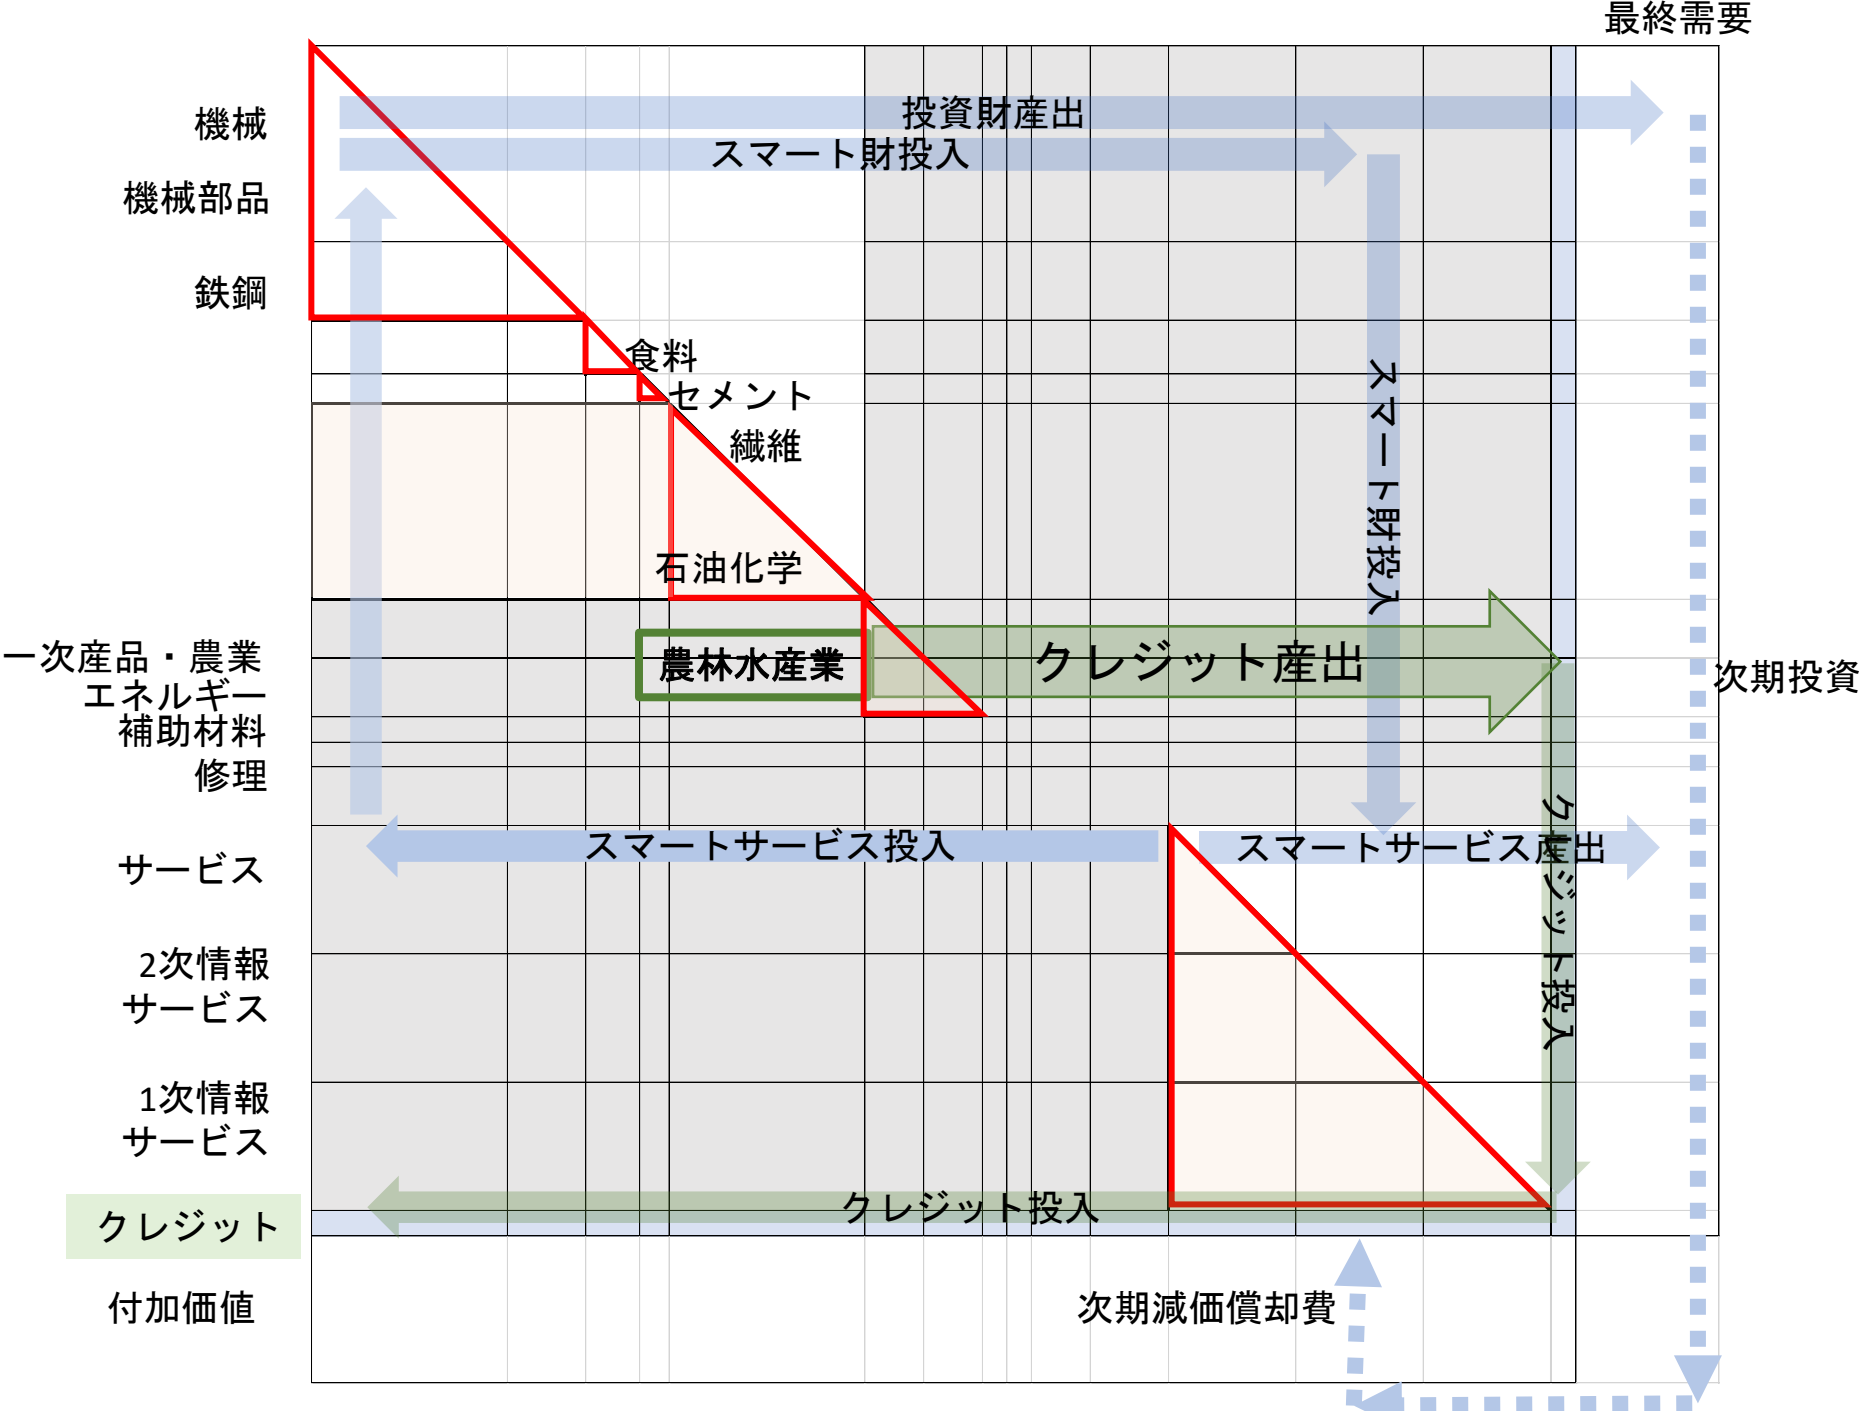 最終需要
機械
投資財産出
スマート財投入
機械部品
鉄鋼
食料
セメント
繊維
スマート財投入
石油化学
一次産品・農業
農林水産業
クレジット産出
次期投資
エネルギー
補助材料
修理
サービス
スマートサービス投入
スマートサービス産出
クレジット投入
2次情報
サービス
1次情報
サービス
クレジット
クレジット投入
付加価値
次期減価償却費